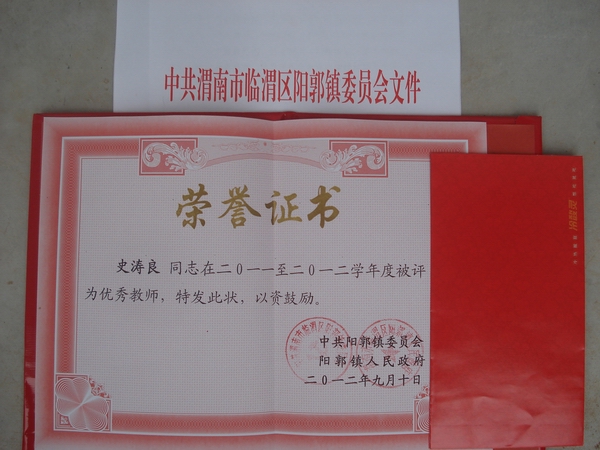 中共渭南市临渭区阳郭镇委员会文件
荣誉证书
史涛良 同志在二〇一一至二〇一二学年度被评
为优秀教师，特发此状，以资鼓励。
中共阳郭镇委员会
阳郭镇人民政府
二〇一二年九月十日